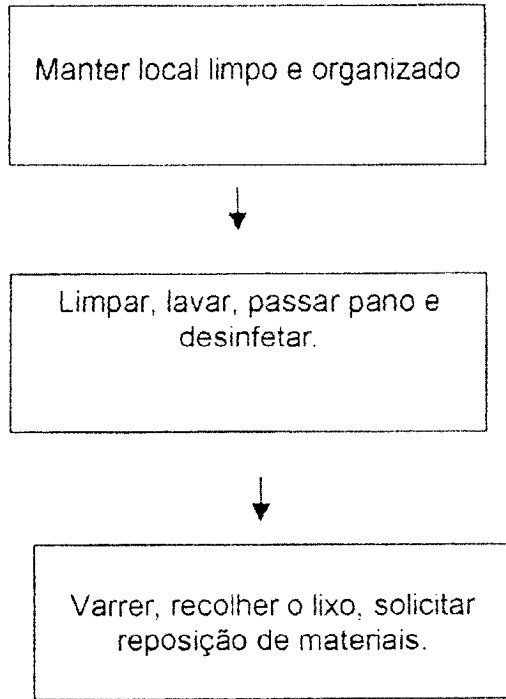 Manter local limpo e organizado
Limpar, lavar, passar pano e
desinfetar.
Varrer, recolher o lixo, solicitar
reposição de materiais.